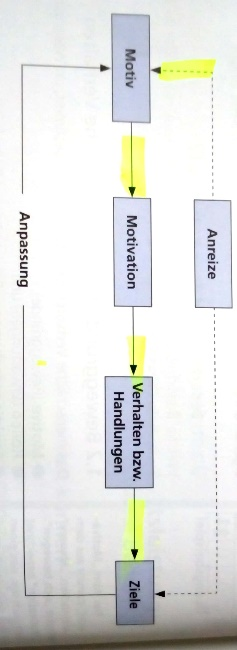 Anreize
Motiv
Motivation
Verhalten bzw.
Handlungen
Ziele
Anpassung